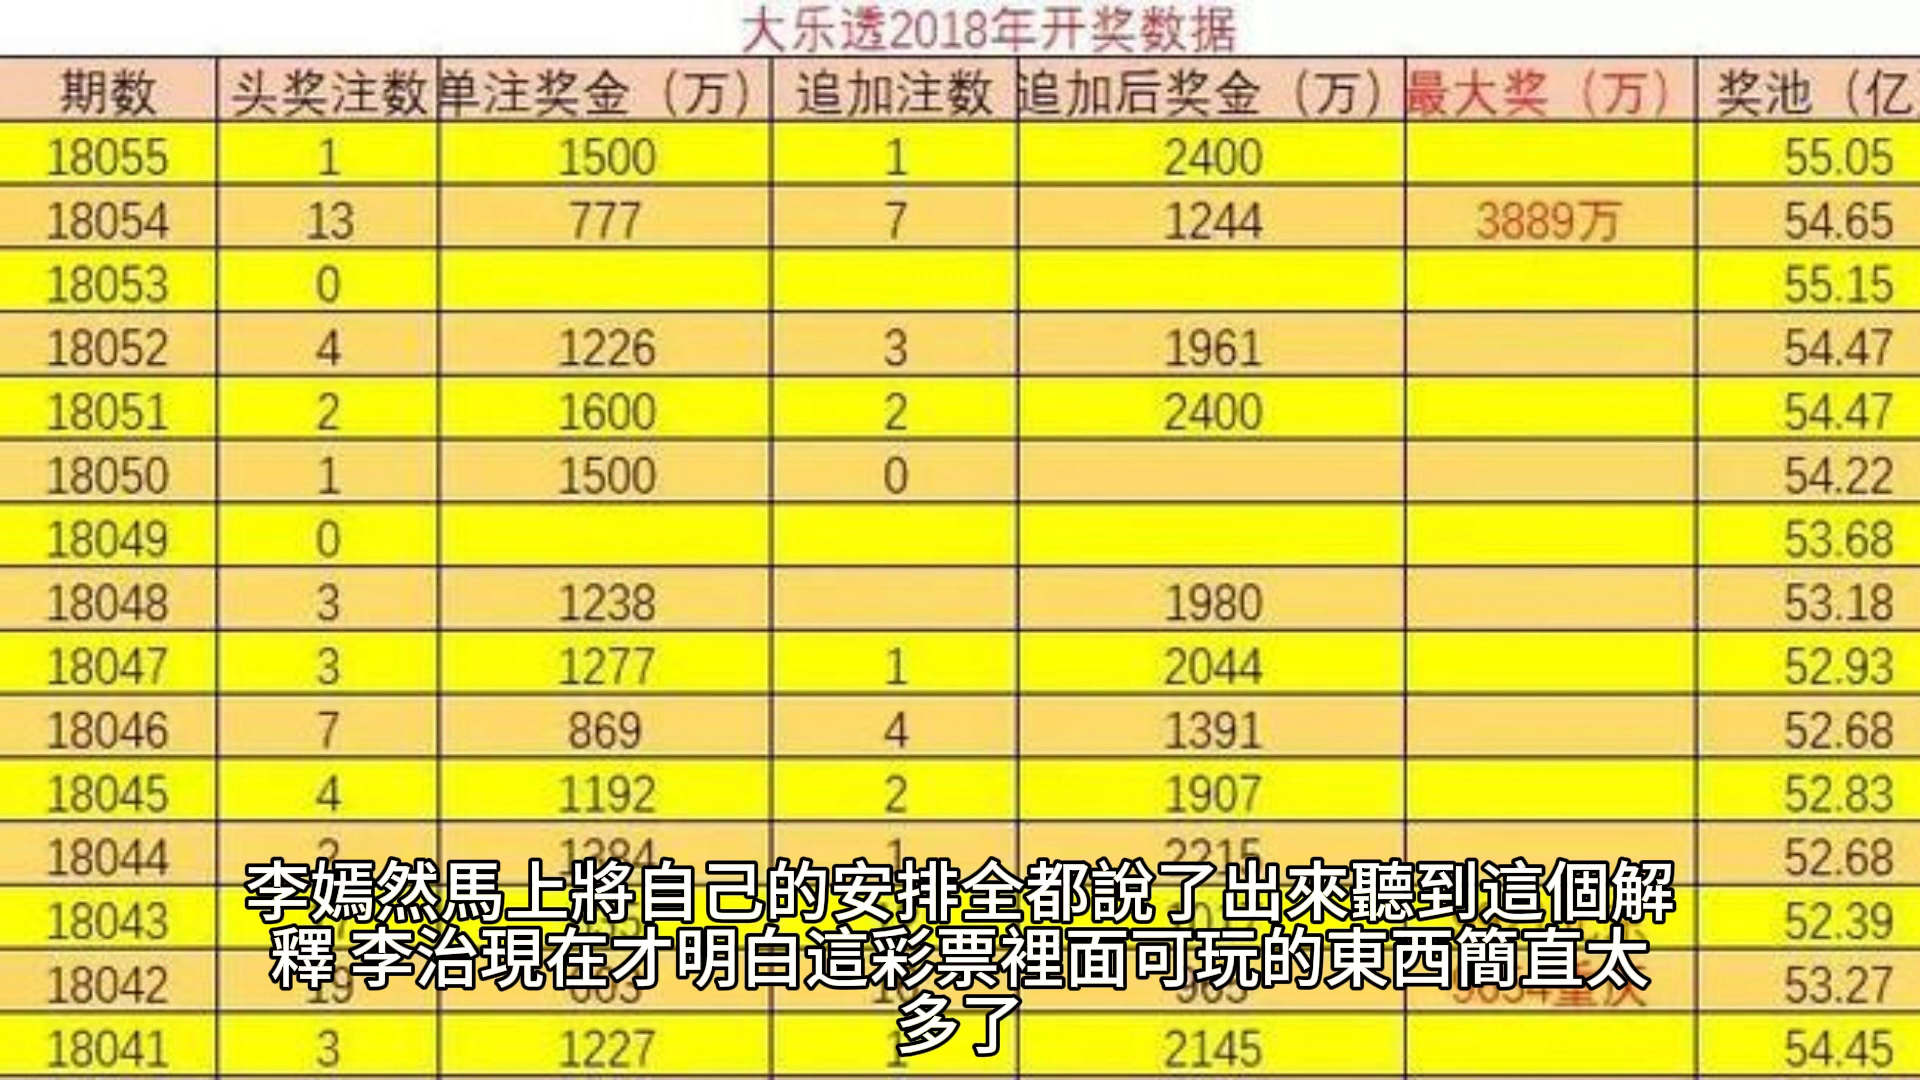 大乐透2018年开奖数据
期数 头奖注数 单注奖金（万） 追加注数 追加后奖金（万） 最大奖（万） 奖池（亿
18055 1 1500 1 2400 55.05
18054 13 777 7 1244 3889万 54.65
18053 0 55.15
18052 4 1226 3 1961 54.47
18051 2 1600 2 2400 54.47
18050 1 1500 0 54.22
18049 0 53.68
18048 3 1238 1980 53.18
18047 3 1277 1 2044 52.93
18046 7 869 4 1391 52.68
18045 4 1192 2 1907 52.83
18044 2 1384 1 2215 52.68
18043 52.39
18042 19 53.27
18041 3 1227 1 2145 54.45
李嫣然馬上將自己的安排全都說了出來聽到這個解
釋 李治現在才明白這彩票裡面可玩的東西簡直太
多了